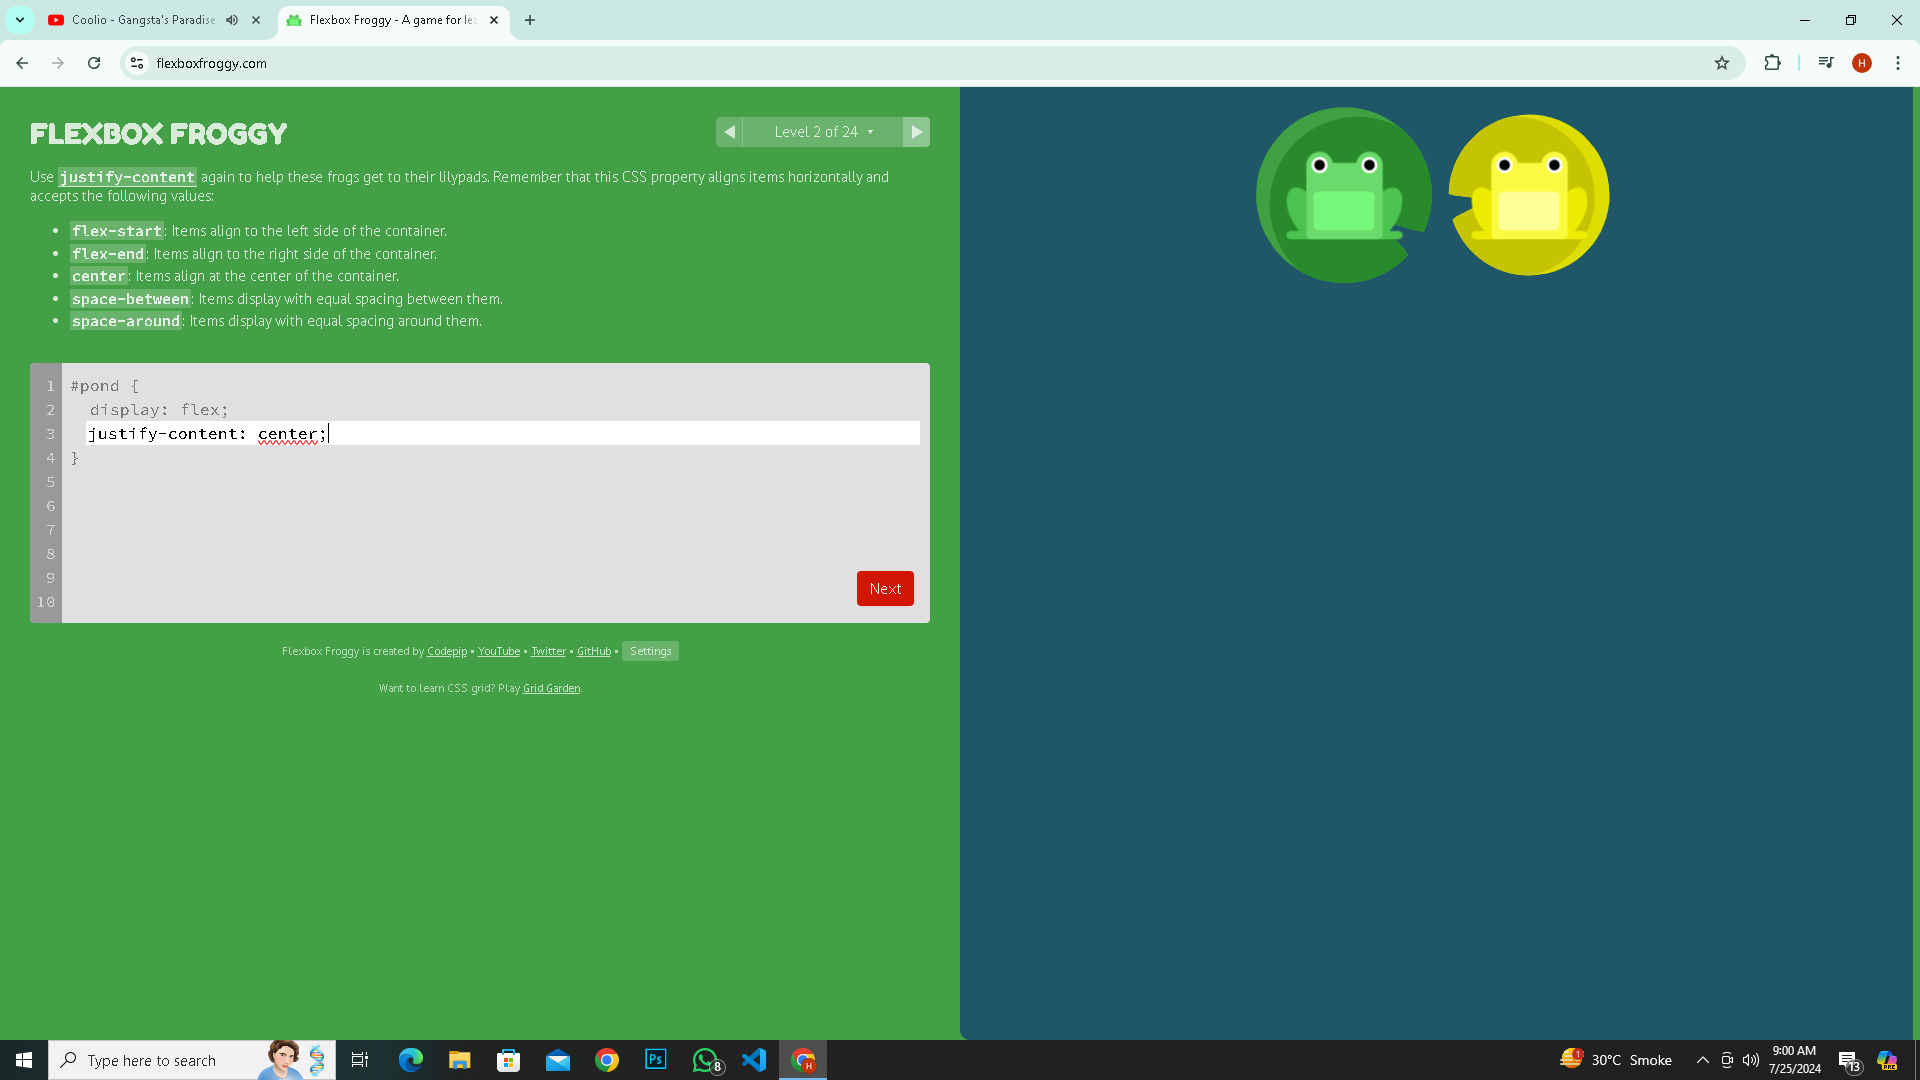 Coolio - Gangsta's Paradise
Flexbox Froggy - A game for lea
flexboxfroggy.com
H
FLEXBOX FROGGY
Level 2 of 24
Use justify-content again to help these frogs get to their lilypads. Remember that this CSS property aligns items horizontally and
accepts the following values:
• flex-start: Items align to the left side of the container.
• flex-end: Items align to the right side of the container.
• center: Items align at the center of the container.
• space-between: Items display with equal spacing between them.
• space-around: Items display with equal spacing around them.
1 #pond {
2 display: flex;
3 justify-content: center;
4 }
5
6
7
8
9
10
Next
Flexbox Froggy is created by Codepip • YouTube • Twitter • GitHub • Settings
Want to learn CSS grid? Play Grid Garden.
Type here to search
Ps
8
H
1
30°C Smoke
9:00 AM
7/25/2024
13
PRE